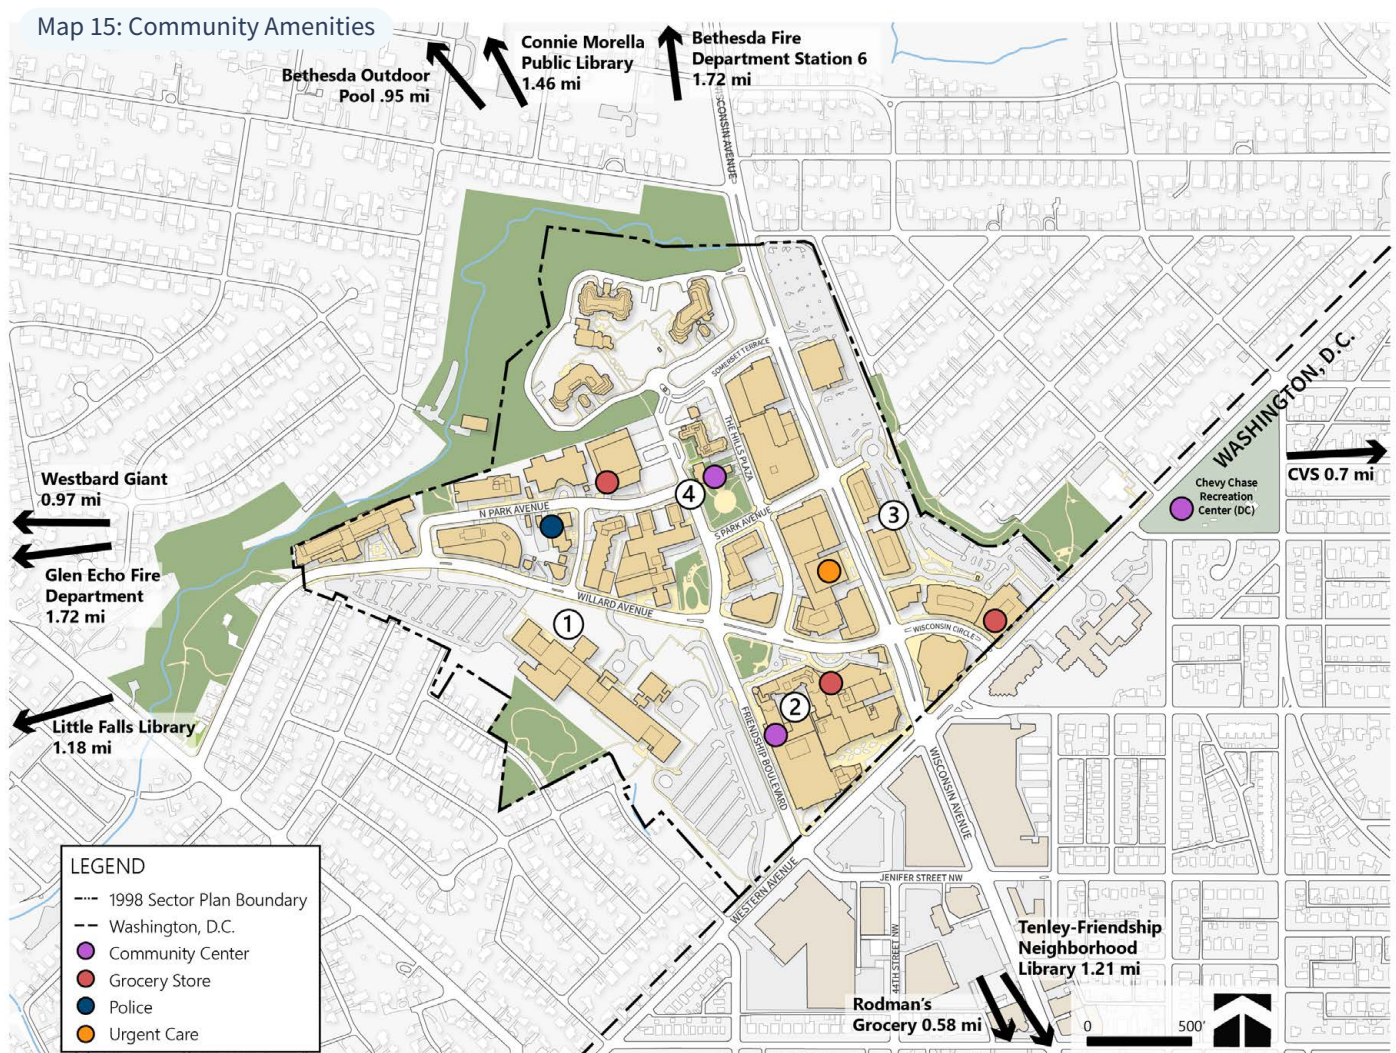 Map 15: Community Amenities
Bethesda Outdoor
Pool .95 mi
Connie Morella
Public Library
1.46 mi
Bethesda Fire
Department Station 6
1.72 mi
WISCONSIN AVENUE
WASHINGTON, D.C.
SOMERSET TERRACE
THE HILLS PLAZA
CVS 0.7 mi
Westbard Giant
0.97 mi
Chevy Chase
Recreation
Center (DC)
4
N PARK AVENUE
S PARK AVENUE
3
Glen Echo Fire
Department
1.72 mi
WILLARD AVENUE
1
WISCONSIN CIRCLE
2
Little Falls Library
1.18 mi
FRIENDSHIP BOULEVARD
WISCONSIN AVENUE
WESTERN AVENUE
JENIFER STREET NW
44TH STREET NW
Tenley-Friendship
Neighborhood
Library 1.21 mi
Rodman's
Grocery 0.58 mi
0 500'
LEGEND
1998 Sector Plan Boundary
Washington, D.C.
Community Center
Grocery Store
Police
Urgent Care